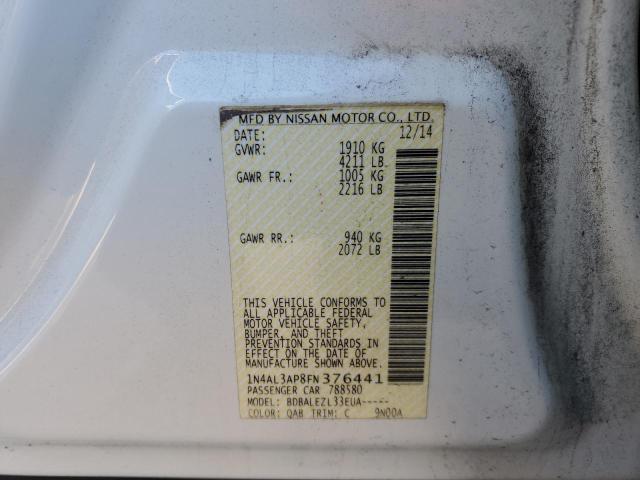 MFD BY NISSAN MOTOR CO., LTD.
DATE: 12/14
GVWR: 1910 KG
4211 LB
GAWR FR.: 1005 KG
2216 LB
GAWR RR.: 940 KG
2072 LB
THIS VEHICLE CONFORMS TO
ALL APPLICABLE FEDERAL
MOTOR VEHICLE SAFETY,
BUMPER, AND THEFT
PREVENTION STANDARDS IN
EFFECT ON THE DATE OF
MANUFACTURE SHOWN ABOVE.
1N4AL3AP8FN376441
PASSENGER CAR 788580
MODEL: BDBALEZL33EUA-----
COLOR: QAB TRIM: C 9N00A